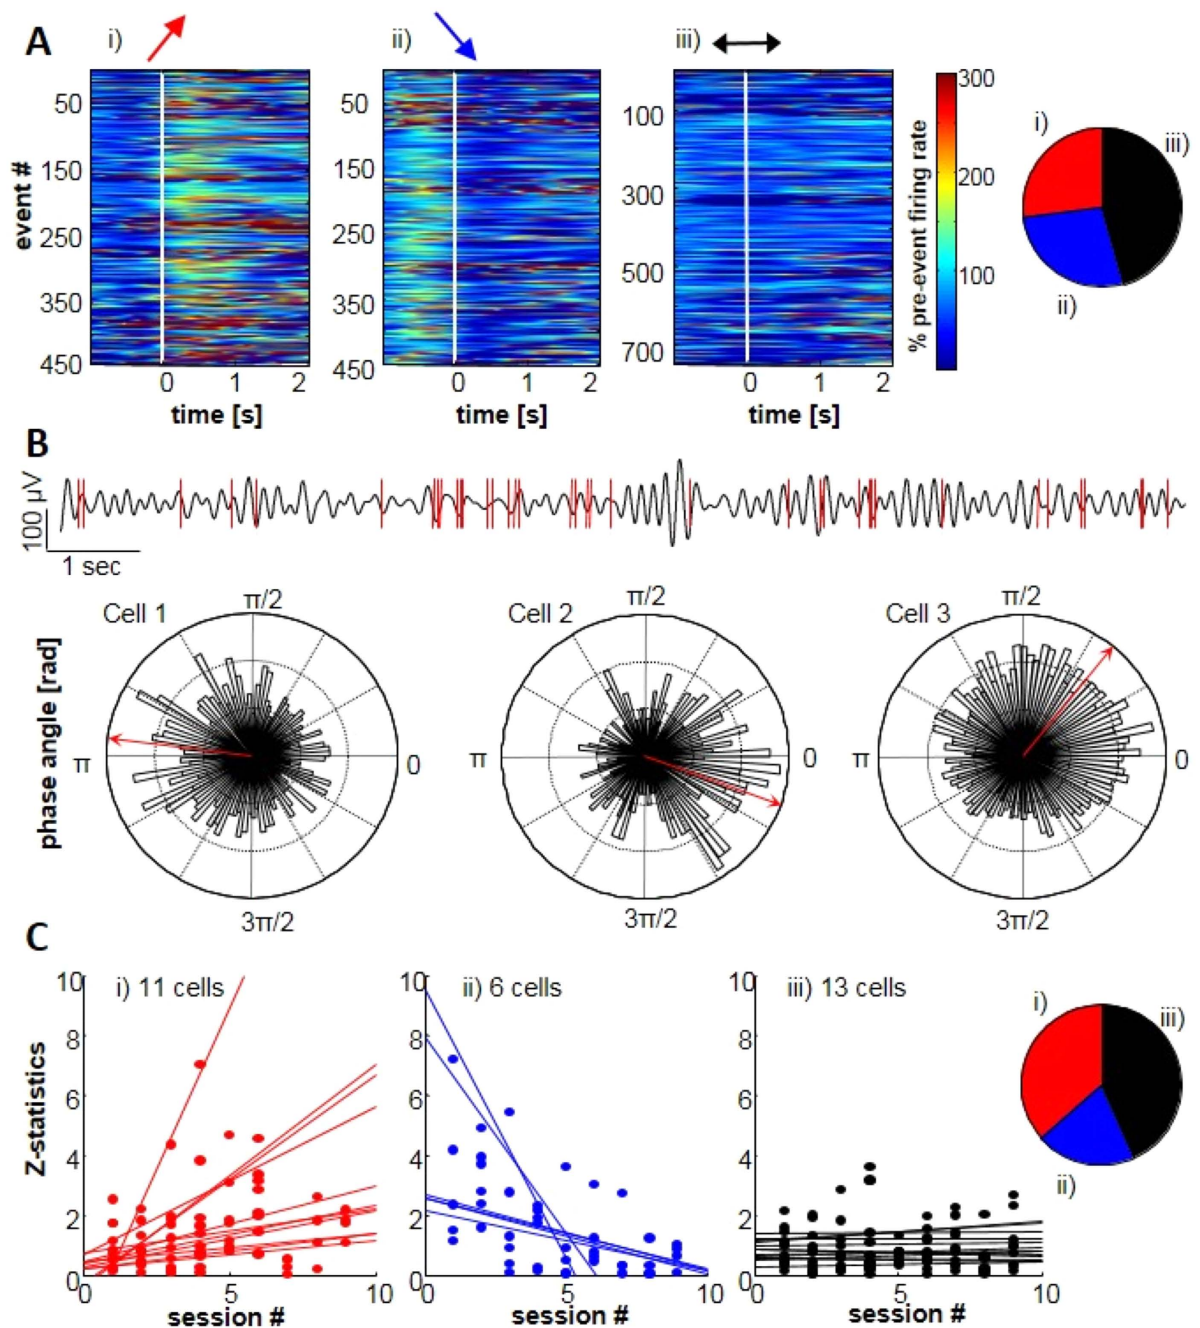 A
i)
ii)
iii)
event #
50
150
250
350
450
0
1
2
time [s]
50
150
250
350
450
0
1
2
time [s]
100
300
500
700
0
1
2
time [s]
300
200
100
% pre-event firing rate
i)
iii)
ii)
B
100 µV
1 sec
phase angle [rad]
Cell 1
π/2
π
0
3π/2
Cell 2
π/2
π
0
3π/2
Cell 3
π/2
π
0
3π/2
C
Z-statistics
i) 11 cells
10
8
6
4
2
0
5
10
session #
ii) 6 cells
10
8
6
4
2
0
0
5
10
session #
iii) 13 cells
10
8
6
4
2
0
0
5
10
session #
i)
iii)
ii)